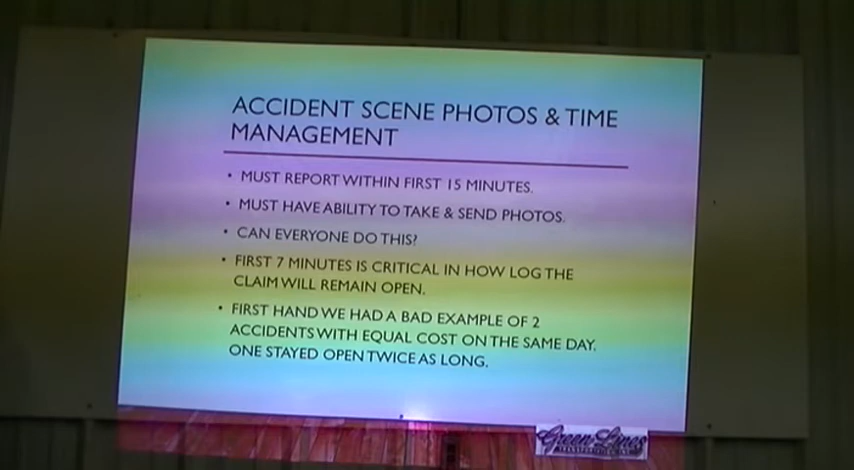 ACCIDENT SCENE PHOTOS & TIME
MANAGEMENT
• MUST REPORT WITHIN FIRST 15 MINUTES.
• MUST HAVE ABILITY TO TAKE & SEND PHOTOS.
• CAN EVERYONE DO THIS?
• FIRST 7 MINUTES IS CRITICAL IN HOW LOG THE
CLAIM WILL REMAIN OPEN.
• FIRST HAND WE HAD A BAD EXAMPLE OF 2
ACCIDENTS WITH EQUAL COST ON THE SAME DAY.
ONE STAYED OPEN TWICE AS LONG.
Green Lines